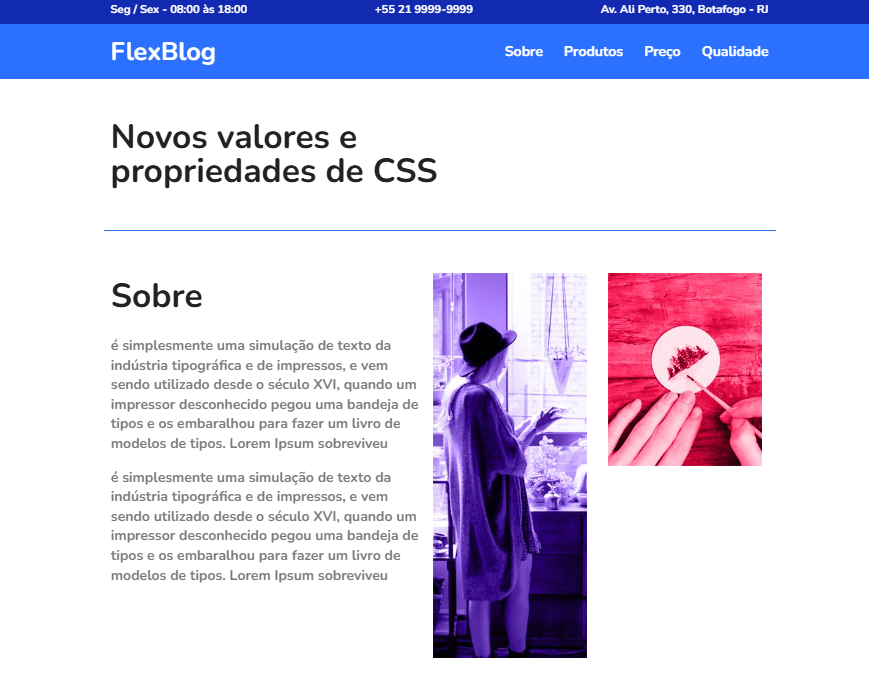 Seg / Sex - 08:00 às 18:00
+55 21 9999-9999
Av. Ali Perto, 330, Botafogo - RJ
FlexBlog
Sobre
Produtos
Preço
Qualidade
Novos valores e
propriedades de CSS
Sobre
é simplesmente uma simulação de texto da
indústria tipográfica e de impressos, e vem
sendo utilizado desde o século XVI, quando um
impressor desconhecido pegou uma bandeja de
tipos e os embaralhou para fazer um livro de
modelos de tipos. Lorem Ipsum sobreviveu
é simplesmente uma simulação de texto da
indústria tipográfica e de impressos, e vem
sendo utilizado desde o século XVI, quando um
impressor desconhecido pegou uma bandeja de
tipos e os embaralhou para fazer um livro de
modelos de tipos. Lorem Ipsum sobreviveu